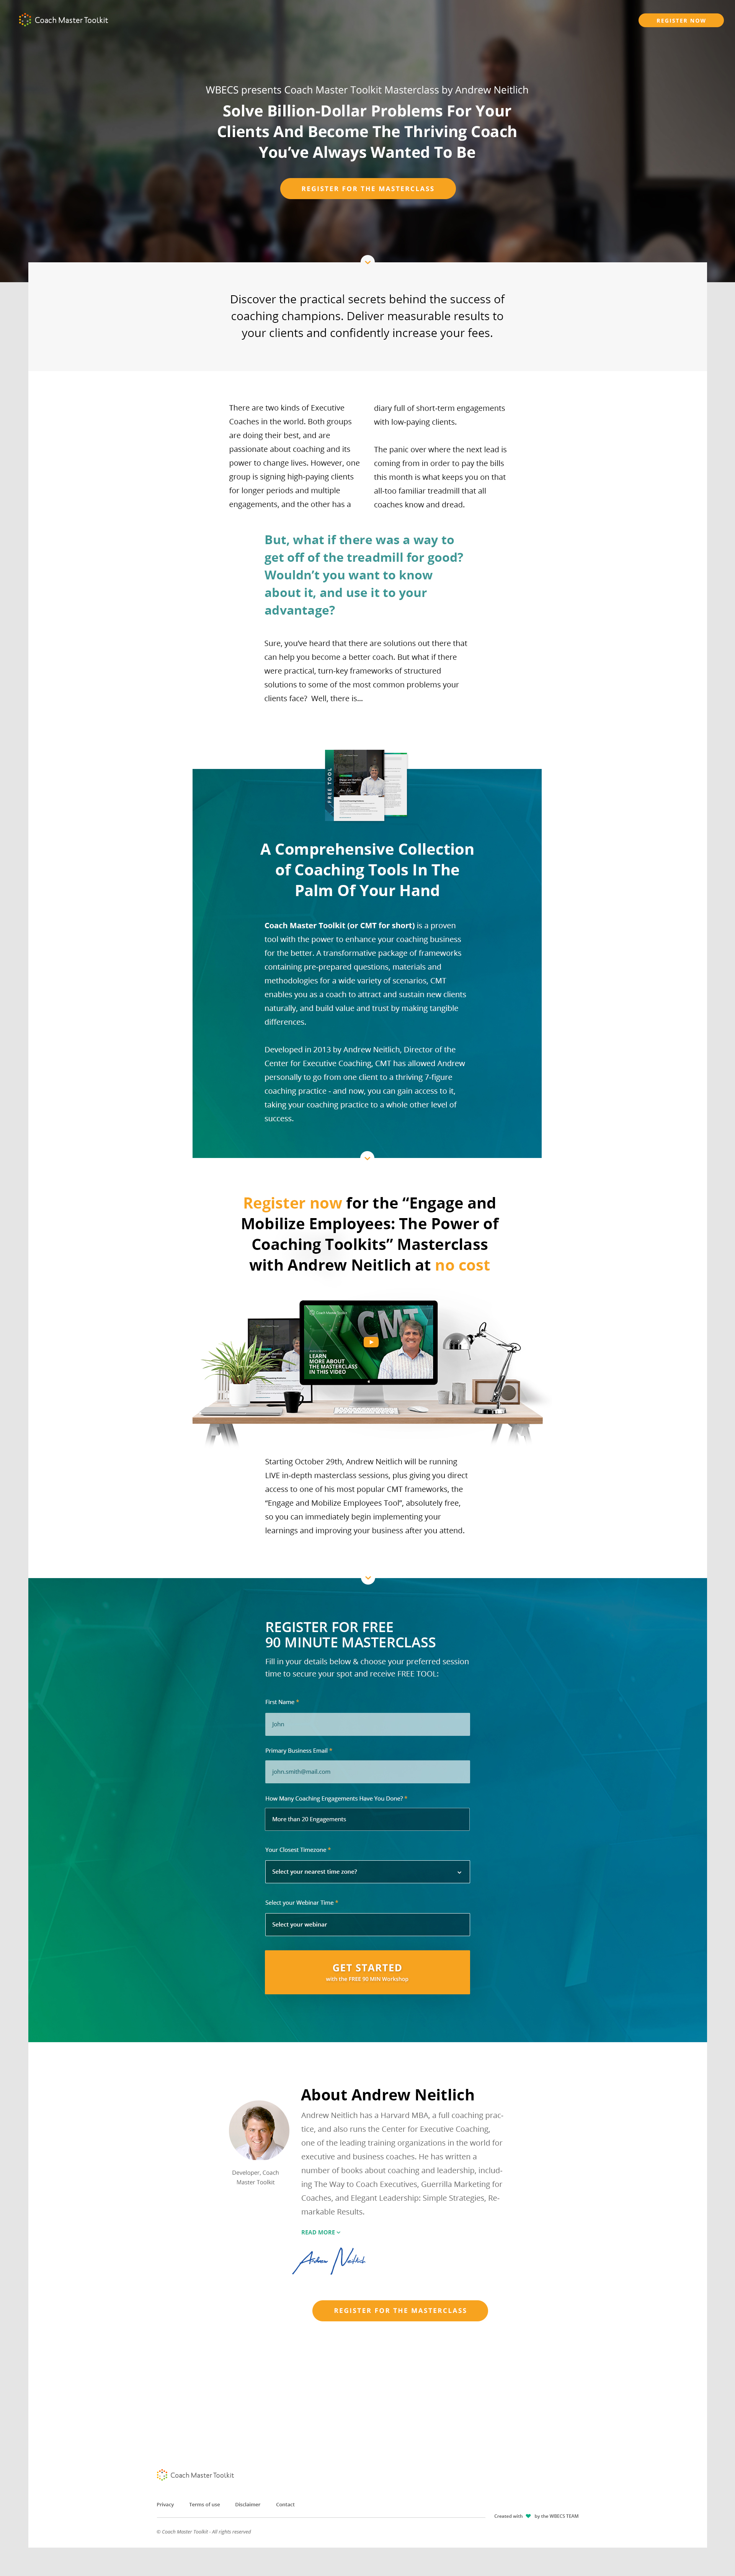 Coach Master Toolkit
REGISTER NOW
WBECS presents Coach Master Toolkit Masterclass by Andrew Neitlich
Solve Billion-Dollar Problems For Your
Clients And Become The Thriving Coach
You’ve Always Wanted To Be
REGISTER FOR THE MASTERCLASS
Discover the practical secrets behind the success of
coaching champions. Deliver measurable results to
your clients and confidently increase your fees.
There are two kinds of Executive
Coaches in the world. Both groups
are doing their best, and are
passionate about coaching and its
power to change lives. However, one
group is signing high-paying clients
for longer periods and multiple
engagements, and the other has a
diary full of short-term engagements
with low-paying clients.
The panic over where the next lead is
coming from in order to pay the bills
this month is what keeps you on that
all-too familiar treadmill that all
coaches know and dread.
But, what if there was a way to
get off of the treadmill for good?
Wouldn’t you want to know
about it, and use it to your
advantage?
Sure, you’ve heard that there are solutions out there that
can help you become a better coach. But what if there
were practical, turn-key frameworks of structured
solutions to some of the most common problems your
clients face?  Well, there is...
FREE TOOL
A Comprehensive Collection
of Coaching Tools In The
Palm Of Your Hand
Coach Master Toolkit (or CMT for short) is a proven
tool with the power to enhance your coaching business
for the better. A transformative package of frameworks
containing pre-prepared questions, materials and
methodologies for a wide variety of scenarios, CMT
enables you as a coach to attract and sustain new clients
naturally, and build value and trust by making tangible
differences.
Developed in 2013 by Andrew Neitlich, Director of the
Center for Executive Coaching, CMT has allowed Andrew
personally to go from one client to a thriving 7-figure
coaching practice - and now, you can gain access to it,
taking your coaching practice to a whole other level of
success.
Register now for the “Engage and
Mobilize Employees: The Power of
Coaching Toolkits” Masterclass
with Andrew Neitlich at no cost
Coach Master Toolkit
CMT
LEARN
MORE ABOUT
THE MASTERCLASS
IN THIS VIDEO
Starting October 29th, Andrew Neitlich will be running
LIVE in-depth masterclass sessions, plus giving you direct
access to one of his most popular CMT frameworks, the
“Engage and Mobilize Employees Tool”, absolutely free,
so you can immediately begin implementing your
learnings and improving your business after you attend.
REGISTER FOR FREE
90 MINUTE MASTERCLASS
Fill in your details below & choose your preferred session
time to secure your spot and receive FREE TOOL:
First Name *
John
Primary Business Email *
john.smith@mail.com
How Many Coaching Engagements Have You Done? *
More than 20 Engagements
Your Closest Timezone *
Select your nearest time zone?
Select your Webinar Time *
Select your webinar
GET STARTED
with the FREE 90 MIN Workshop
About Andrew Neitlich
Andrew Neitlich has a Harvard MBA, a full coaching prac-
tice, and also runs the Center for Executive Coaching,
one of the leading training organizations in the world for
executive and business coaches. He has written a
number of books about coaching and leadership, includ-
ing The Way to Coach Executives, Guerrilla Marketing for
Coaches, and Elegant Leadership: Simple Strategies, Re-
markable Results.
Developer, Coach
Master Toolkit
READ MORE
Andrew Neitlich
REGISTER FOR THE MASTERCLASS
Coach Master Toolkit
Privacy Terms of use Disclaimer Contact
Created with by the WBECS TEAM
© Coach Master Toolkit - All rights reserved